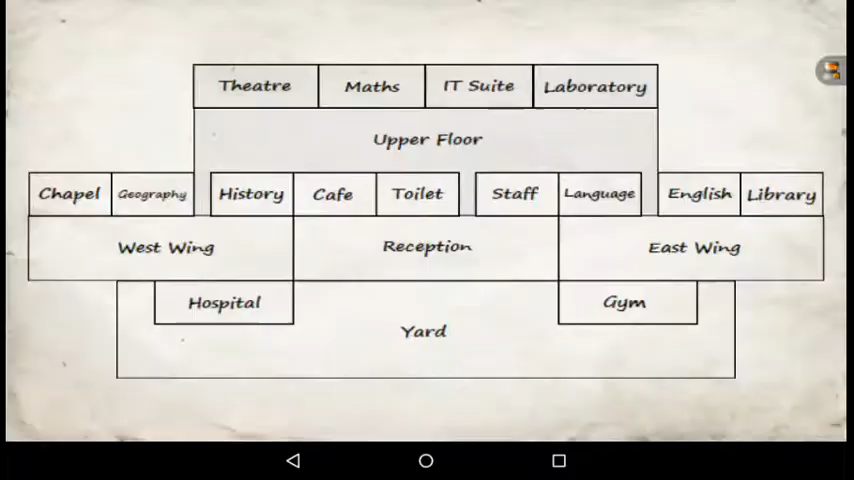 Theatre Maths IT Suite Laboratory
Upper Floor
Chapel Geography History Cafe Toilet Staff Language English Library
West Wing Reception East Wing
Hospital Gym
Yard